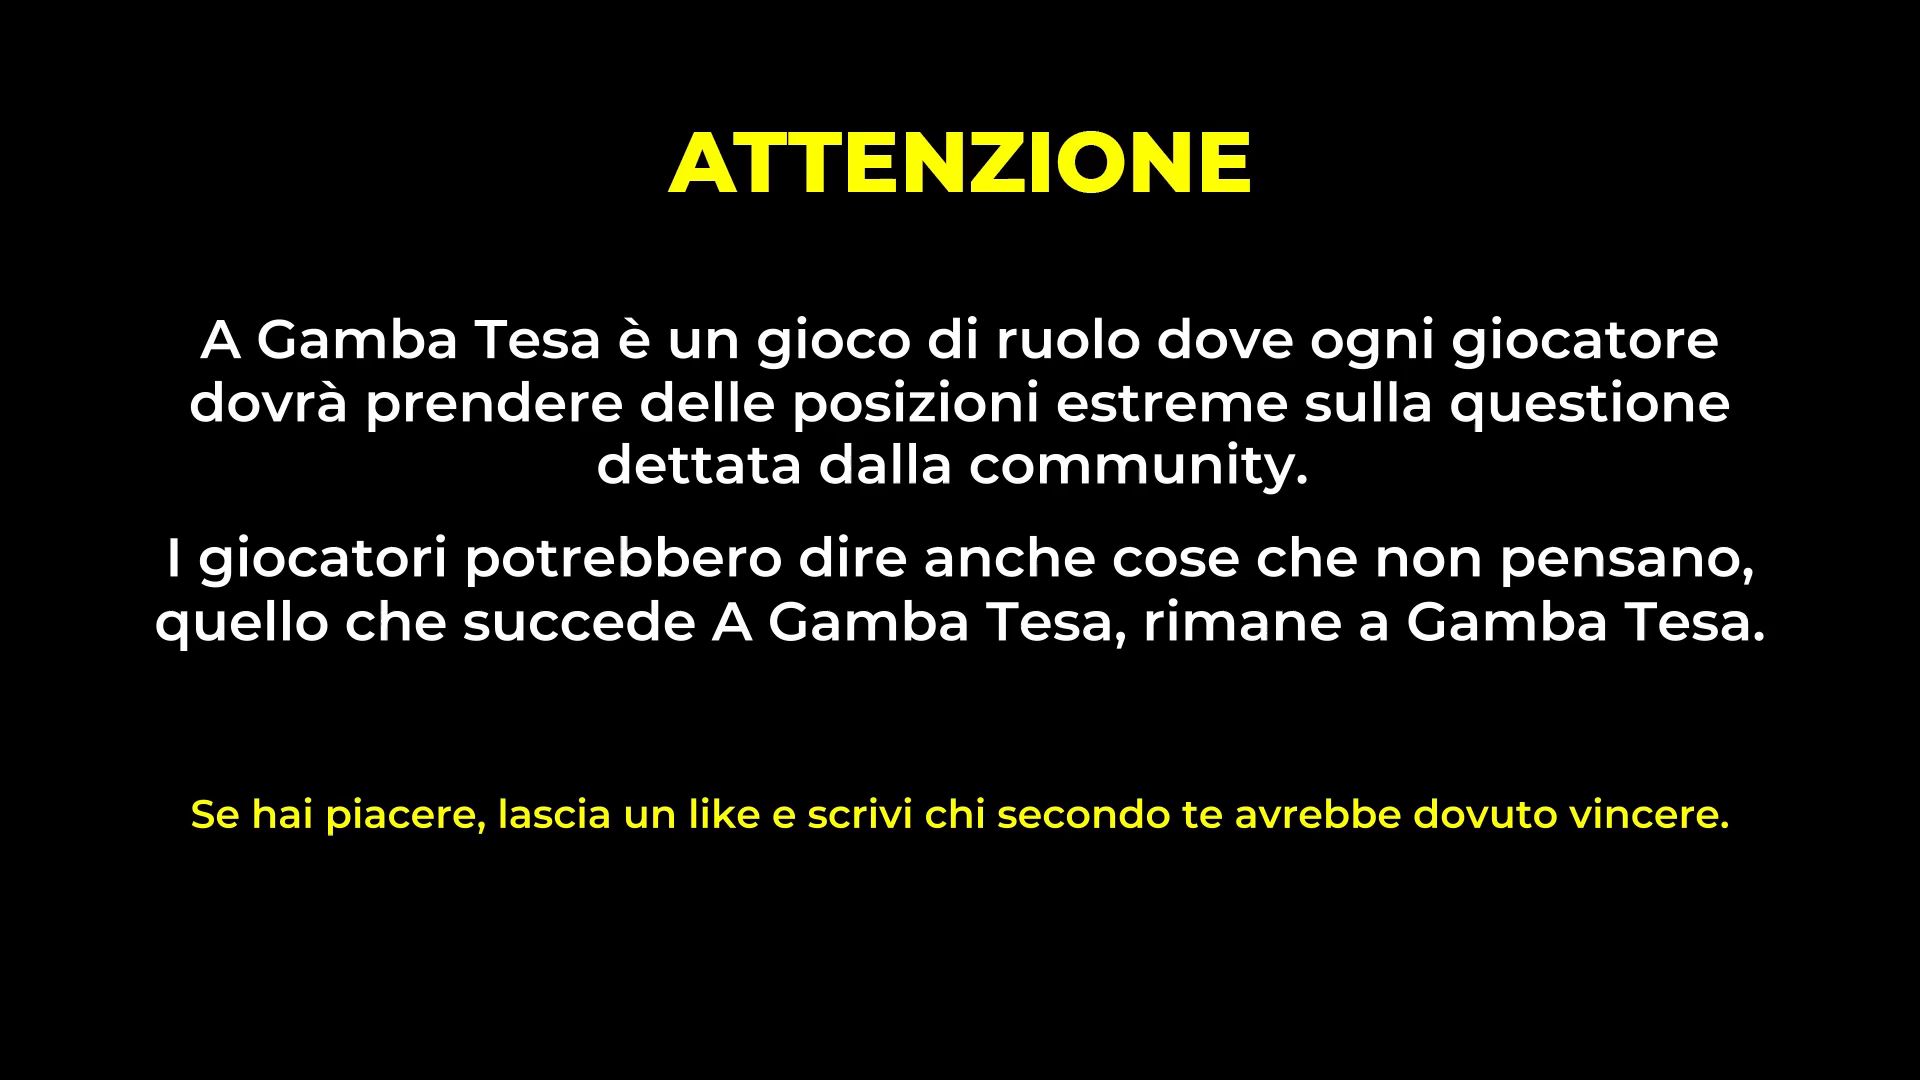 ATTENZIONE
A Gamba Tesa è un gioco di ruolo dove ogni giocatore
dovrà prendere delle posizioni estreme sulla questione
dettata dalla community.
I giocatori potrebbero dire anche cose che non pensano,
quello che succede A Gamba Tesa, rimane a Gamba Tesa.
Se hai piacere, lascia un like e scrivi chi secondo te avrebbe dovuto vincere.